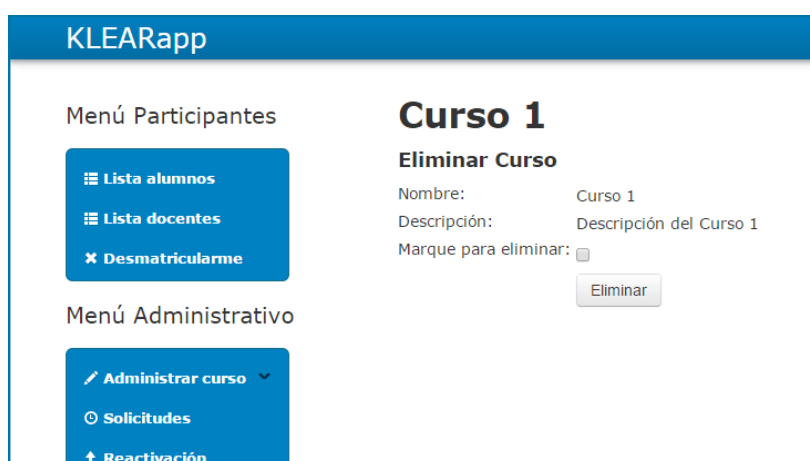 KLEARapp
Menú Participantes
Lista alumnos
Lista docentes
Desmatricularme
Menú Administrativo
Administrar curso
Solicitudes
Reactivación
Curso 1
Eliminar Curso
Nombre: Curso 1
Descripción: Descripción del Curso 1
Marque para eliminar:
Eliminar